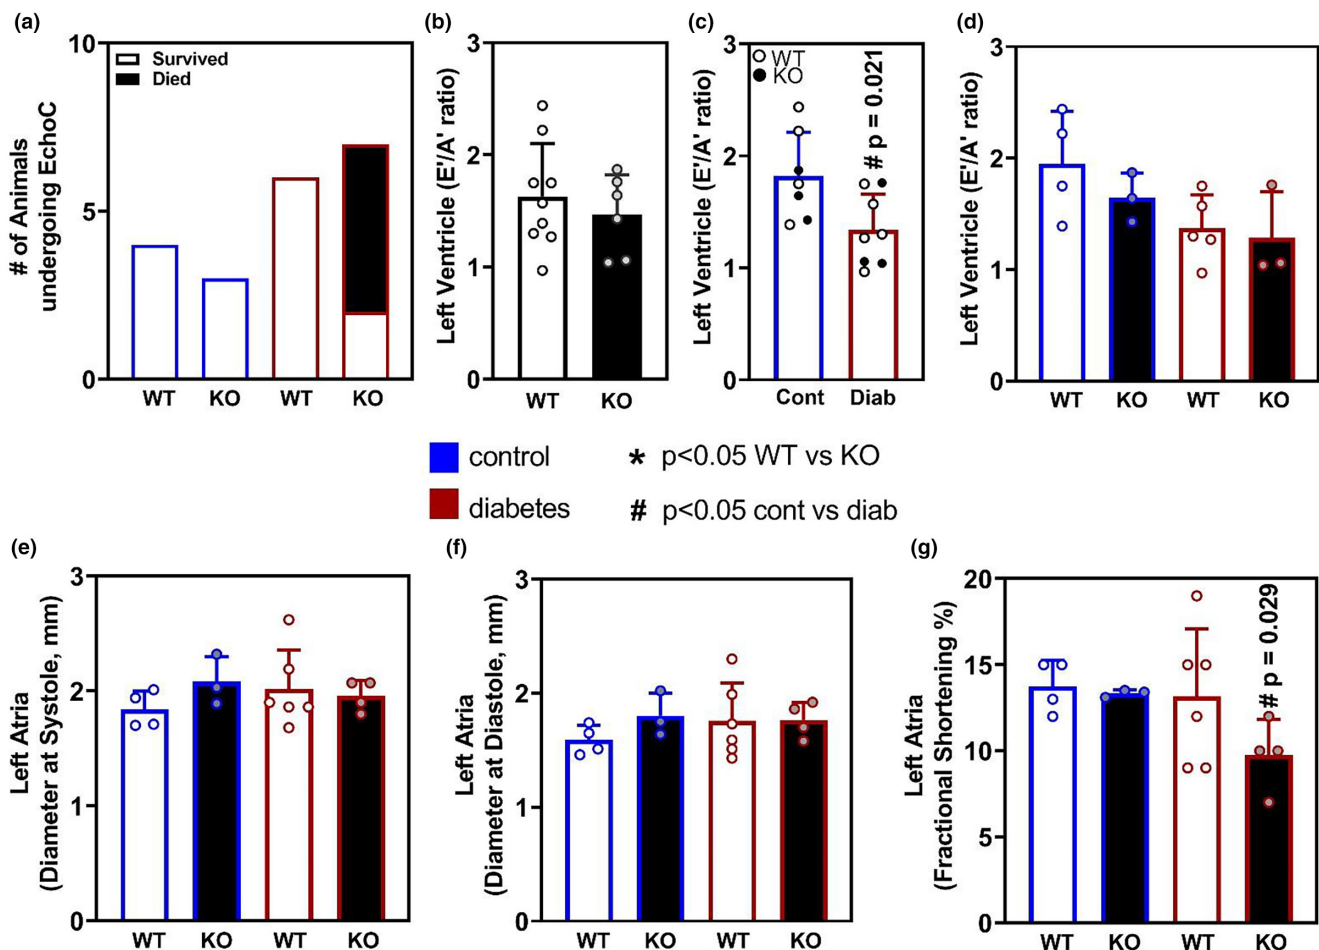 (a)
10
5
0
# of Animals
undergoing EchoC
Survived
Died
WT KO WT KO
(b)
3
2
1
0
Left Ventricle (E'/A' ratio)
WT KO
(c)
3
2
1
0
Left Ventricle (E'/A' ratio)
WT
KO
# p = 0.021
Cont Diab
(d)
3
2
1
0
Left Ventricle (E'/A' ratio)
WT KO WT KO
control
diabetes
* p<0.05 WT vs KO
# p<0.05 cont vs diab
(e)
3
2
1
0
Left Atria
(Diameter at Systole, mm)
WT KO WT KO
(f)
3
2
1
0
Left Atria
(Diameter at Diastole, mm)
WT KO WT KO
(g)
20
15
10
5
0
Left Atria
(Fractional Shortening %)
# p = 0.029
WT KO WT KO